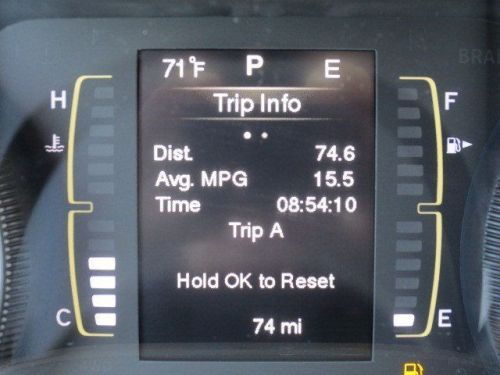 71°F P E
BRA
H Trip Info F
Dist. 74.6
Avg. MPG 15.5
Time 08:54:10
Trip A
Hold OK to Reset
C 74 mi E